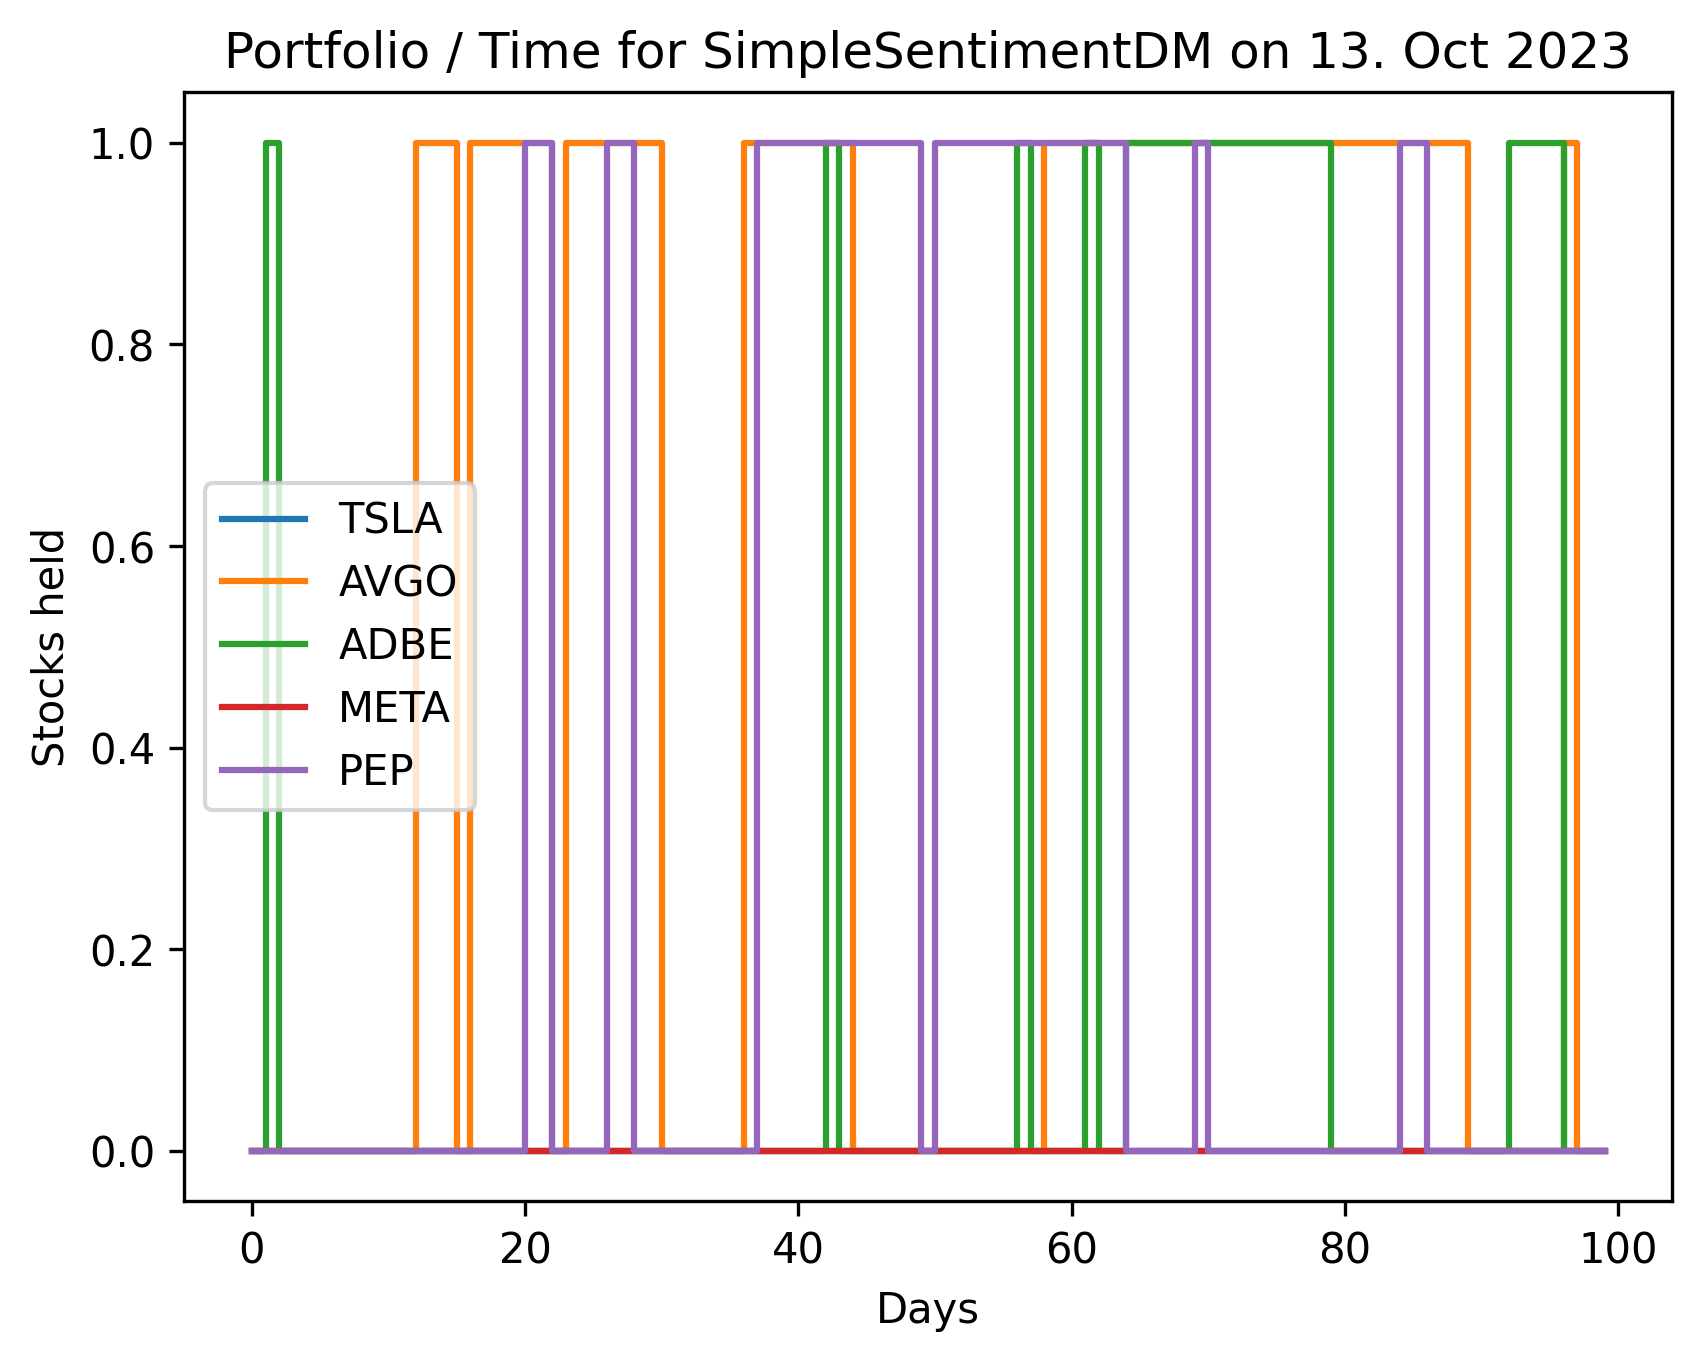 Portfolio / Time for SimpleSentimentDM on 13. Oct 2023
1.0
0.8
0.6
0.4
0.2
0.0
Stocks held
TSLA
AVGO
ADBE
META
PEP
0 20 40 60 80 100
Days